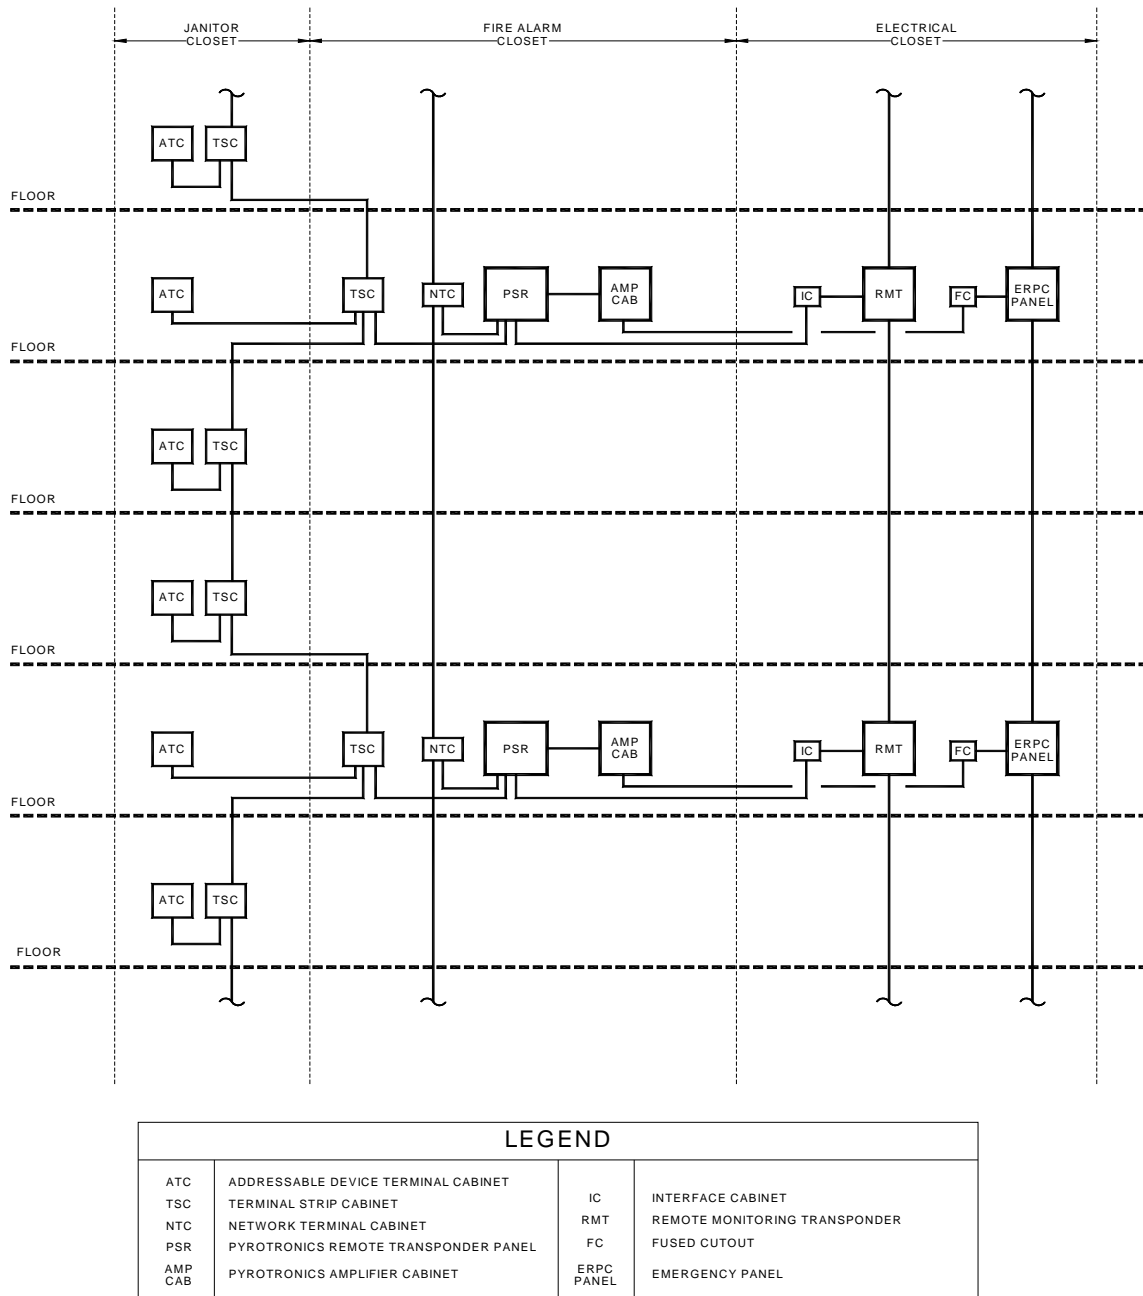 JANITOR
CLOSET
FIRE ALARM
CLOSET
ELECTRICAL
CLOSET
ATC
TSC
FLOOR
ATC
TSC
NTC
PSR
AMP
CAB
IC
RMT
FC
ERPC
PANEL
FLOOR
ATC
TSC
FLOOR
ATC
TSC
FLOOR
ATC
TSC
NTC
PSR
AMP
CAB
IC
RMT
FC
ERPC
PANEL
FLOOR
ATC
TSC
FLOOR
LEGEND
ATC ADDRESSABLE DEVICE TERMINAL CABINET
TSC TERMINAL STRIP CABINET
NTC NETWORK TERMINAL CABINET
PSR PYROTRONICS REMOTE TRANSPONDER PANEL
AMP
CAB PYROTRONICS AMPLIFIER CABINET
IC INTERFACE CABINET
RMT REMOTE MONITORING TRANSPONDER
FC FUSED CUTOUT
ERPC
PANEL EMERGENCY PANEL